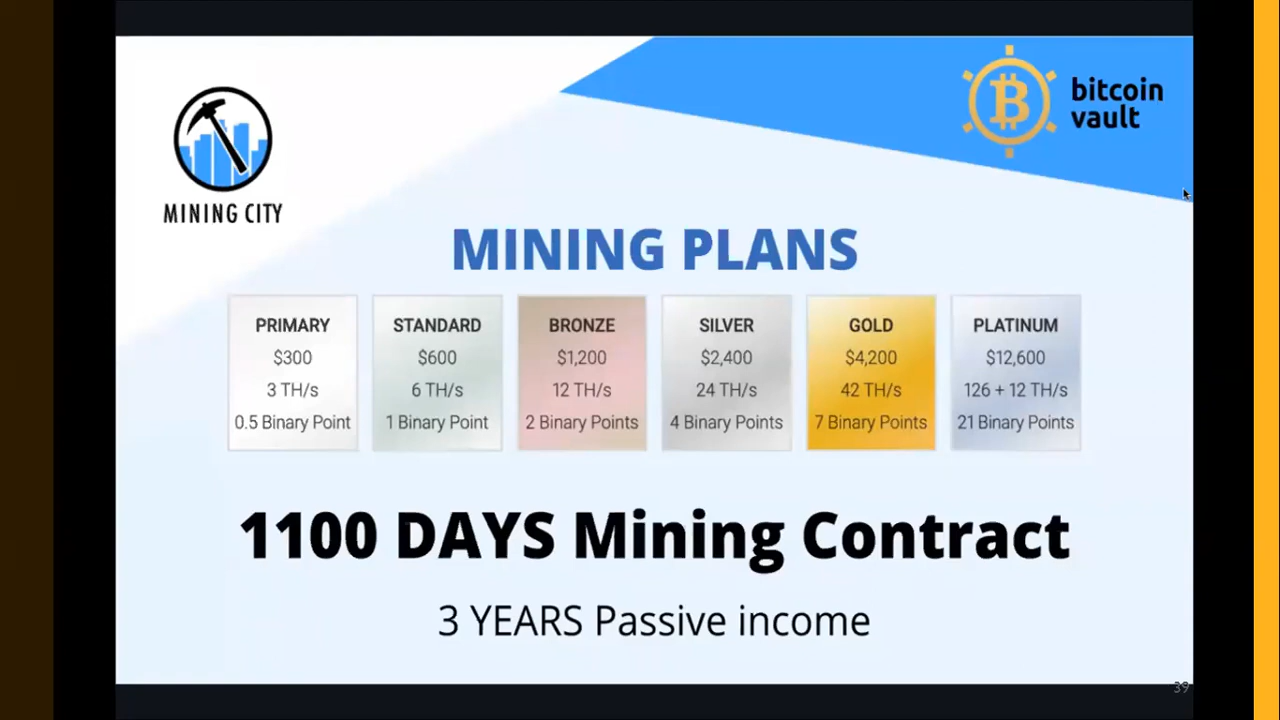 MINING CITY
bitcoin
vault
MINING PLANS
PRIMARY
$300
3 TH/s
0.5 Binary Point
STANDARD
$600
6 TH/s
1 Binary Point
BRONZE
$1,200
12 TH/s
2 Binary Points
SILVER
$2,400
24 TH/s
4 Binary Points
GOLD
$4,200
42 TH/s
7 Binary Points
PLATINUM
$12,600
126 + 12 TH/s
21 Binary Points
1100 DAYS Mining Contract
3 YEARS Passive income
39